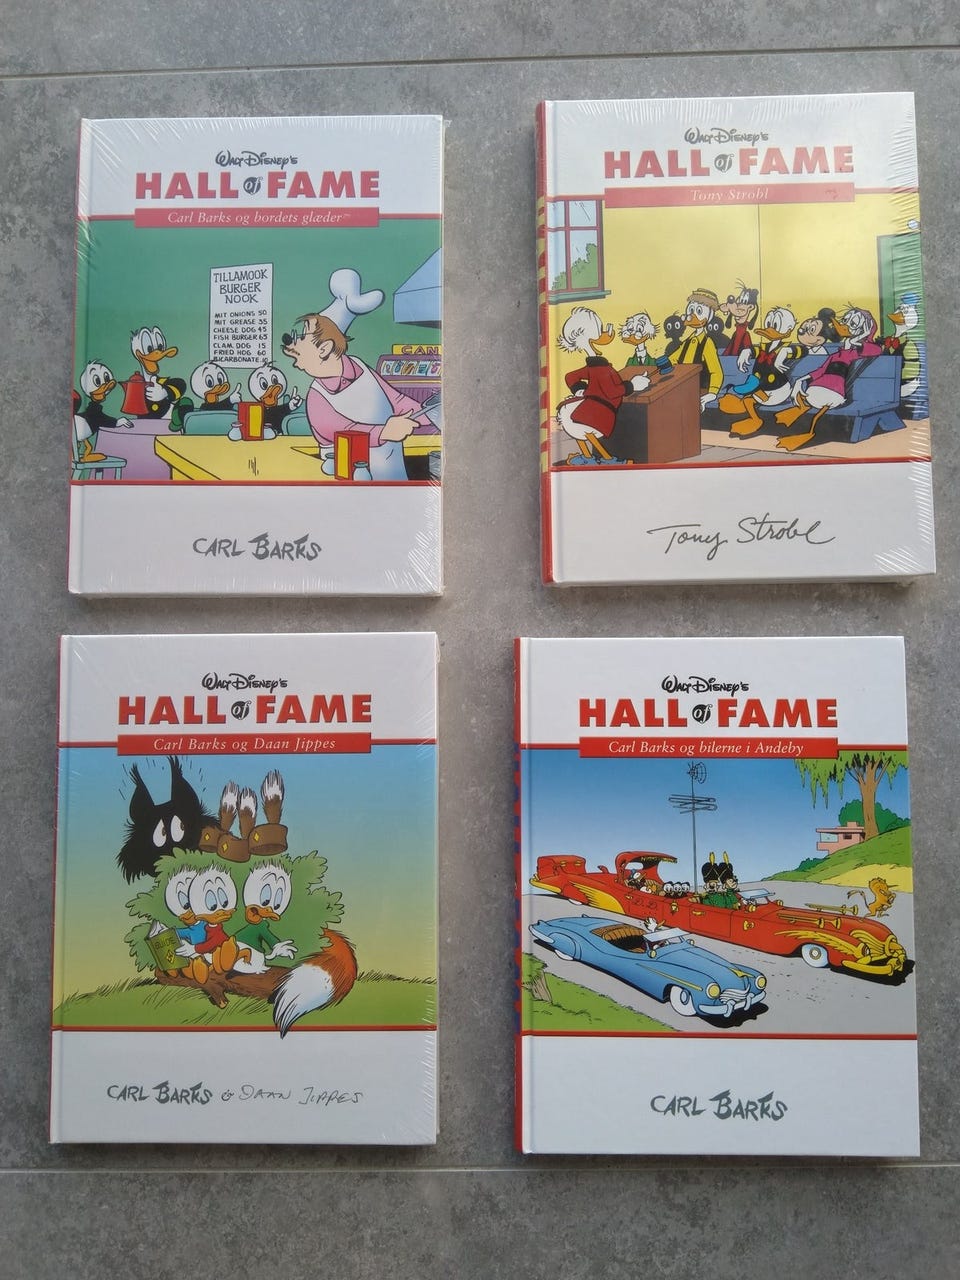 Walt Disney's
HALL of FAME
Carl Barks og bordets glæder
TILLAMOOK
BURGER
NOOK
MIT ONIONS 50
MIT GREASE 35
CHEESE DOG 45
FISH BURGER 65
CLAM DOG 15
FRIED HOG 60
BICARBONATE 10
CAN
CARL BARKS
Walt Disney's
HALL of FAME
Tony Strobl
Tony Strobl
Walt Disney's
HALL of FAME
Carl Barks og Daan Jippes
GUIDE
CARL BARKS & DAAN JIPPES
Walt Disney's
HALL of FAME
Carl Barks og bilerne i Andeby
CARL BARKS